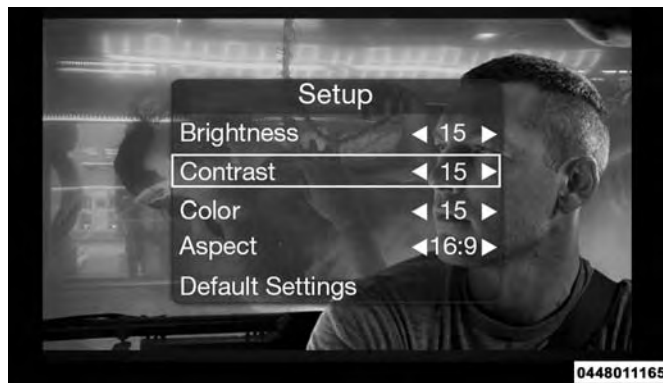 Setup
Brightness ◀ 15 ▶
Contrast ◀ 15 ▶
Color ◀ 15 ▶
Aspect ◀16:9▶
Default Settings
0448011165